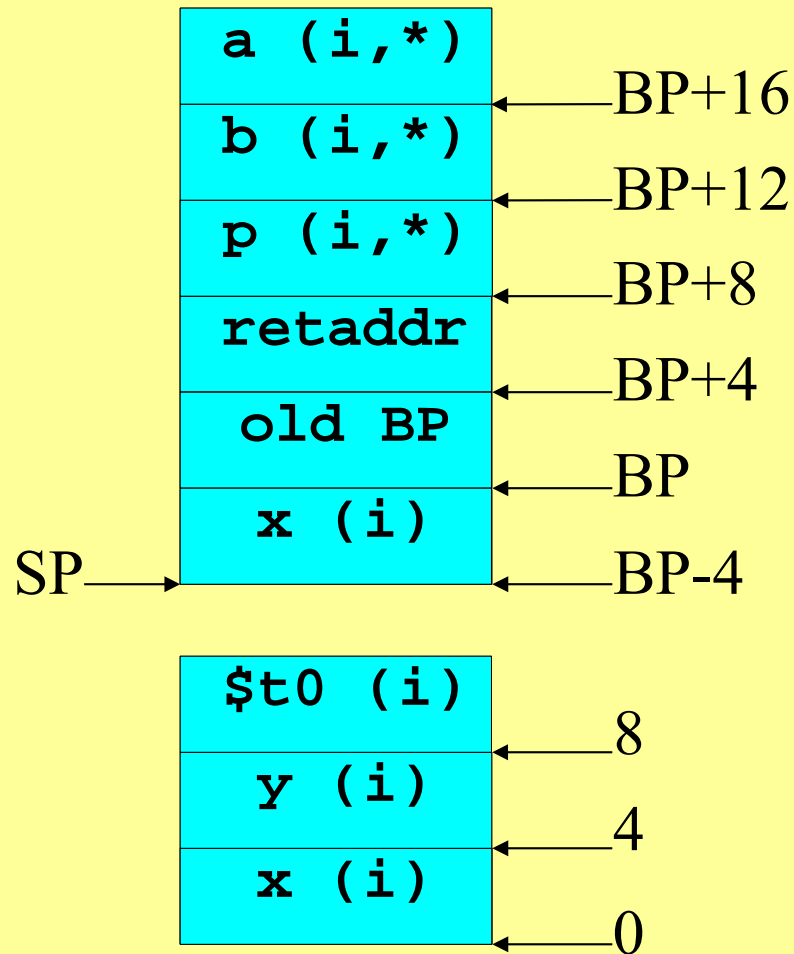 a (i,*)
BP+16
b (i,*)
BP+12
p (i,*)
BP+8
retaddr
BP+4
old BP
BP
x (i)
SP
BP-4
$t0 (i)
8
y (i)
4
x (i)
0